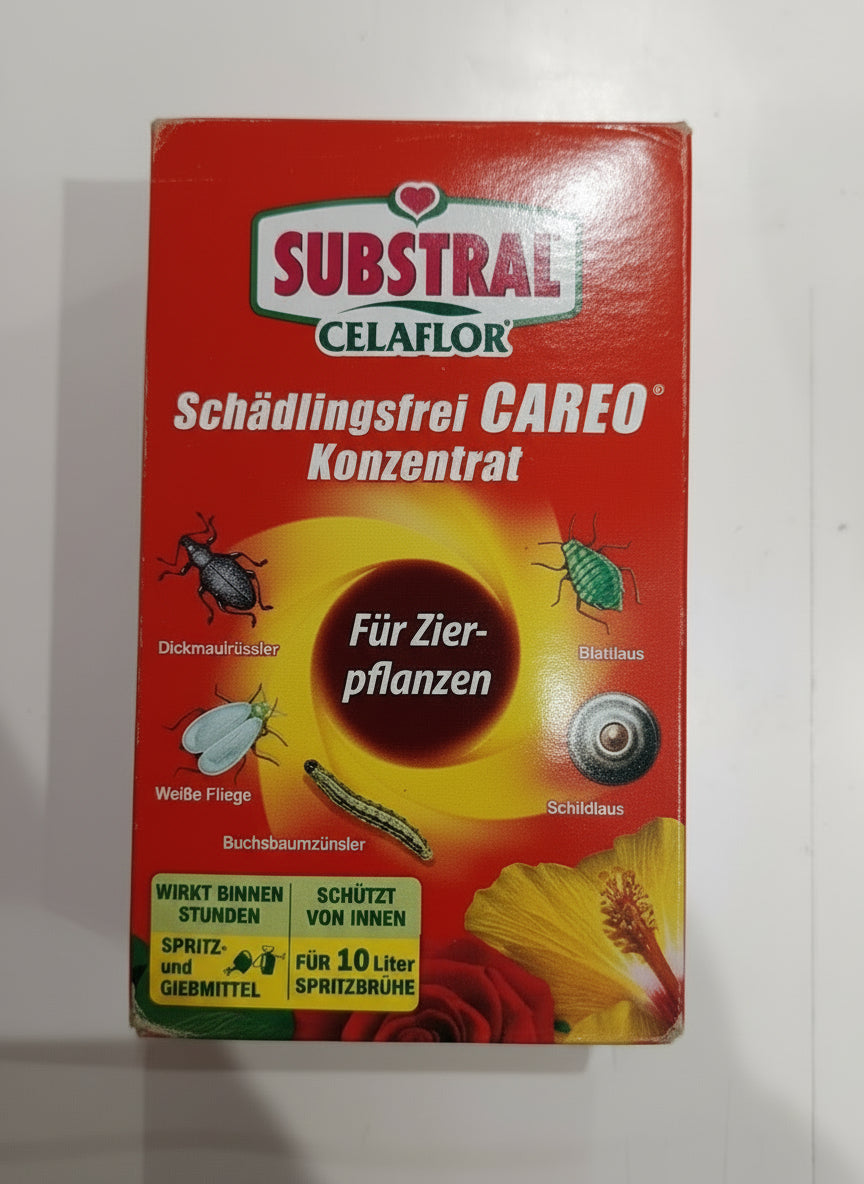 SUBSTRAL
CELAFLOR®
Schädlingsfrei CAREO®
Konzentrat
Für Zier-
pflanzen
Dickmaulrüssler
Blattlaus
Weiße Fliege
Schildlaus
Buchsbaumzünsler
WIRKT BINNEN
STUNDEN
SCHÜTZT
VON INNEN
SPRITZ-
und
GIEBMITTEL
FÜR 10 Liter
SPRITZBRÜHE